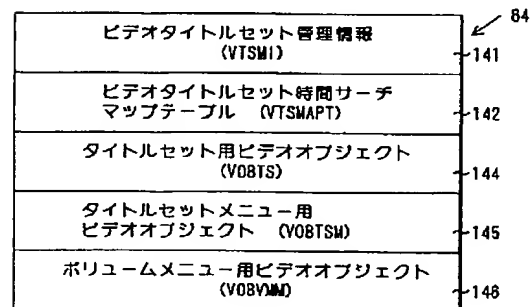 84
ビデオタイトルセット管理情報
(VTSMI)
141
ビデオタイトルセット時間サーチ
マップテーブル (VTSMAPT)
142
タイトルセット用ビデオオブジェクト
(VOBTS)
144
タイトルセットメニュー用
ビデオオブジェクト (VOBTSM)
145
ボリュームメニュー用ビデオオブジェクト
(VOBVMM)
146